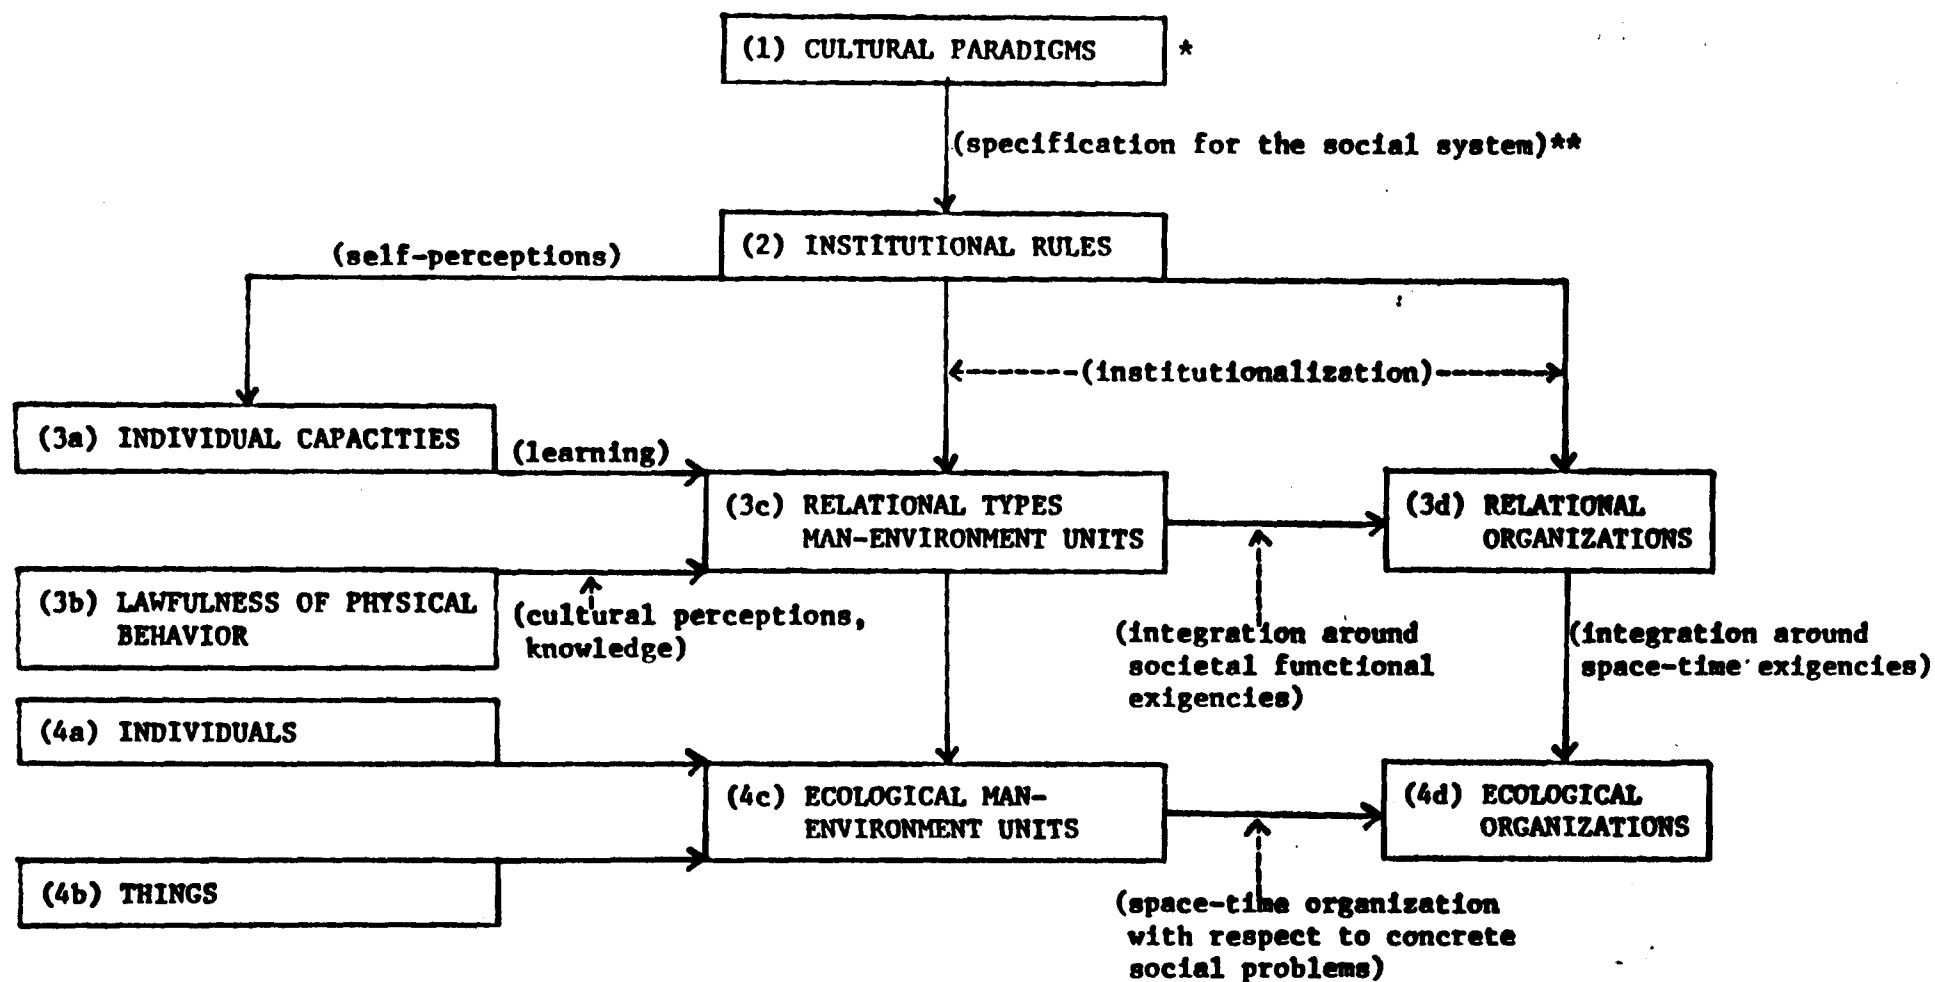 (1) CULTURAL PARADIGMS *
(specification for the social system)**
(2) INSTITUTIONAL RULES
(self-perceptions)
(institutionalization)
(3a) INDIVIDUAL CAPACITIES
(learning)
(3c) RELATIONAL TYPES
MAN-ENVIRONMENT UNITS
(3d) RELATIONAL
ORGANIZATIONS
(3b) LAWFULNESS OF PHYSICAL
BEHAVIOR
(cultural perceptions,
knowledge)
(integration around
societal functional
exigencies)
(integration around
space-time exigencies)
(4a) INDIVIDUALS
(4c) ECOLOGICAL MAN-
ENVIRONMENT UNITS
(4d) ECOLOGICAL
ORGANIZATIONS
(4b) THINGS
(space-time organization
with respect to concrete
social problems)